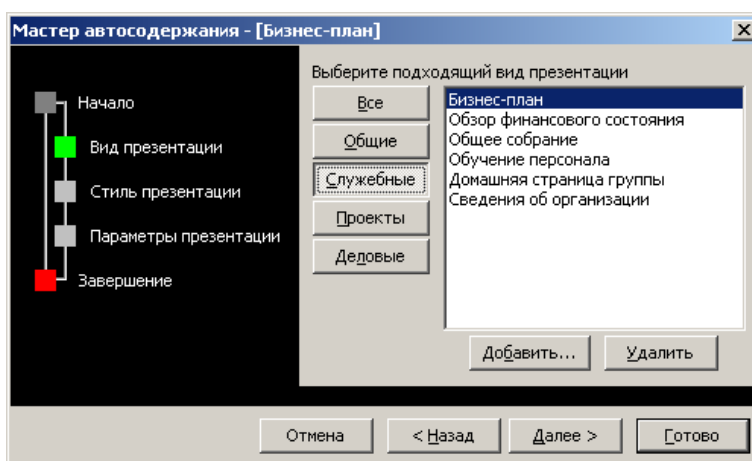 Мастер автосодержания - [Бизнес-план]
Выберите подходящий вид презентации
Начало
Вид презентации
Стиль презентации
Параметры презентации
Завершение
Все
Общие
Служебные
Проекты
Деловые
Бизнес-план
Обзор финансового состояния
Общее собрание
Обучение персонала
Домашняя страница группы
Сведения об организации
Добавить...
Удалить
Отмена
< Назад
Далее >
Готово